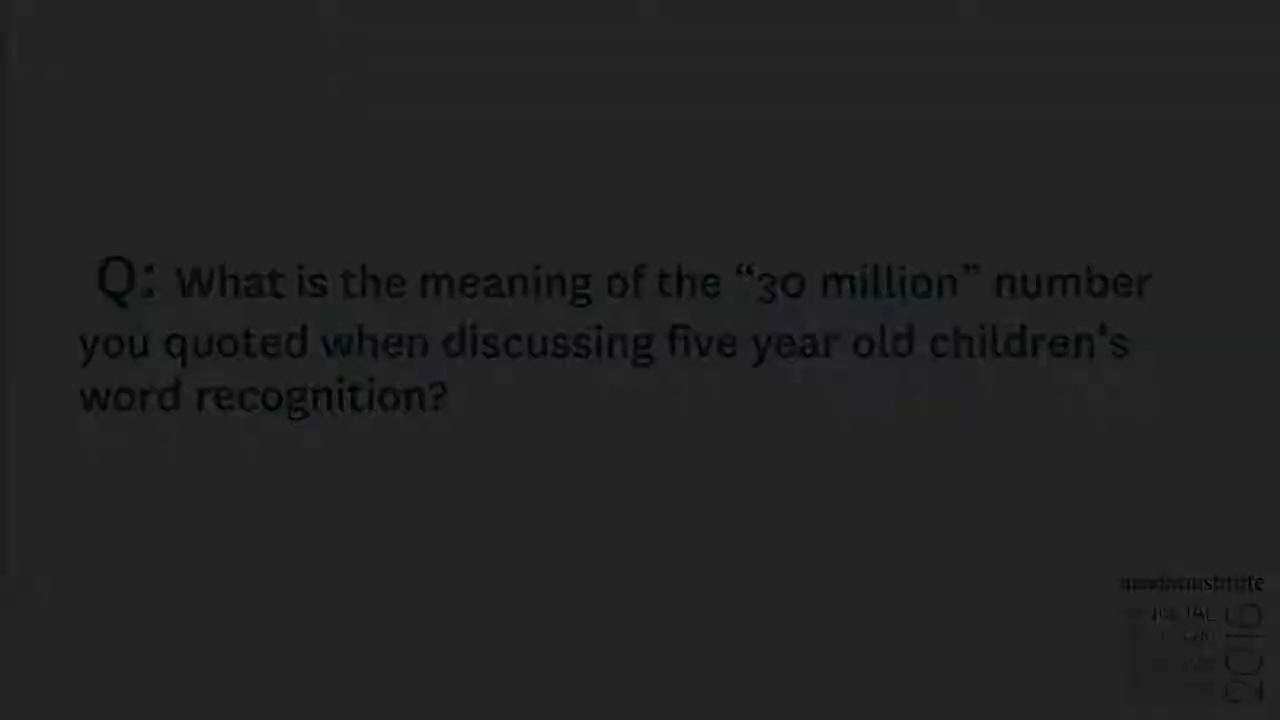 Q: What is the meaning of the “30 million” number
you quoted when discussing five year old children's
word recognition?
2016